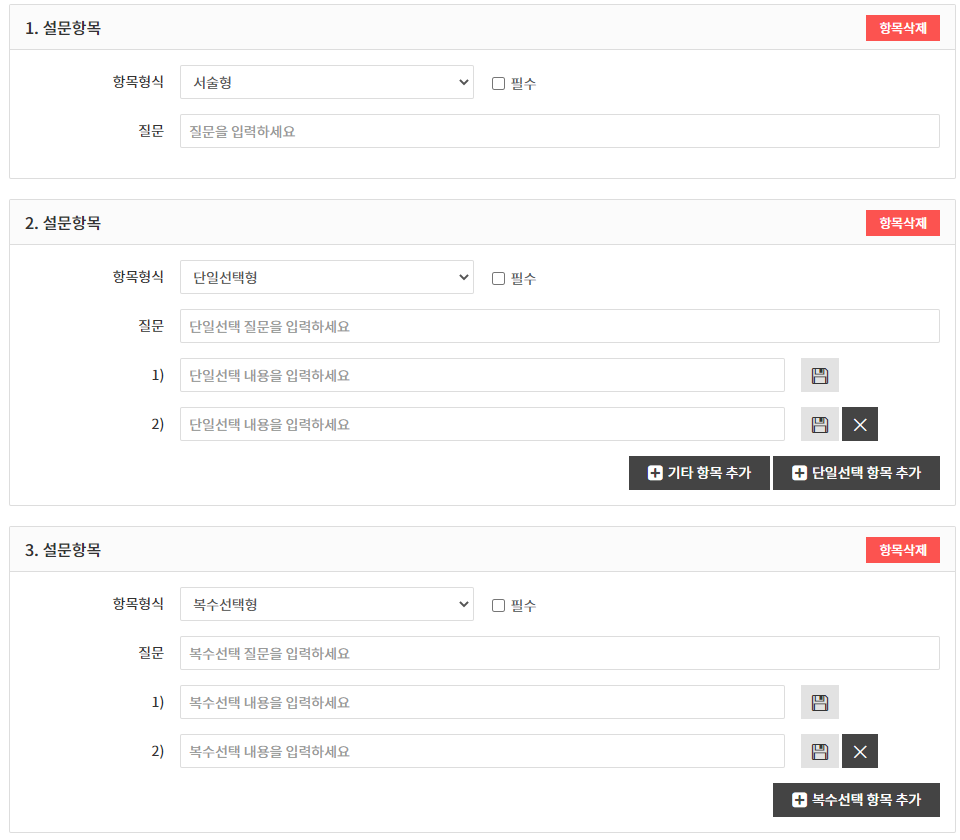 1. 설문항목 항목삭제
항목형식 서술형 필수
질문 질문을 입력하세요
2. 설문항목 항목삭제
항목형식 단일선택형 필수
질문 단일선택 질문을 입력하세요
1) 단일선택 내용을 입력하세요
2) 단일선택 내용을 입력하세요
기타 항목 추가 단일선택 항목 추가
3. 설문항목 항목삭제
항목형식 복수선택형 필수
질문 복수선택 질문을 입력하세요
1) 복수선택 내용을 입력하세요
2) 복수선택 내용을 입력하세요
복수선택 항목 추가